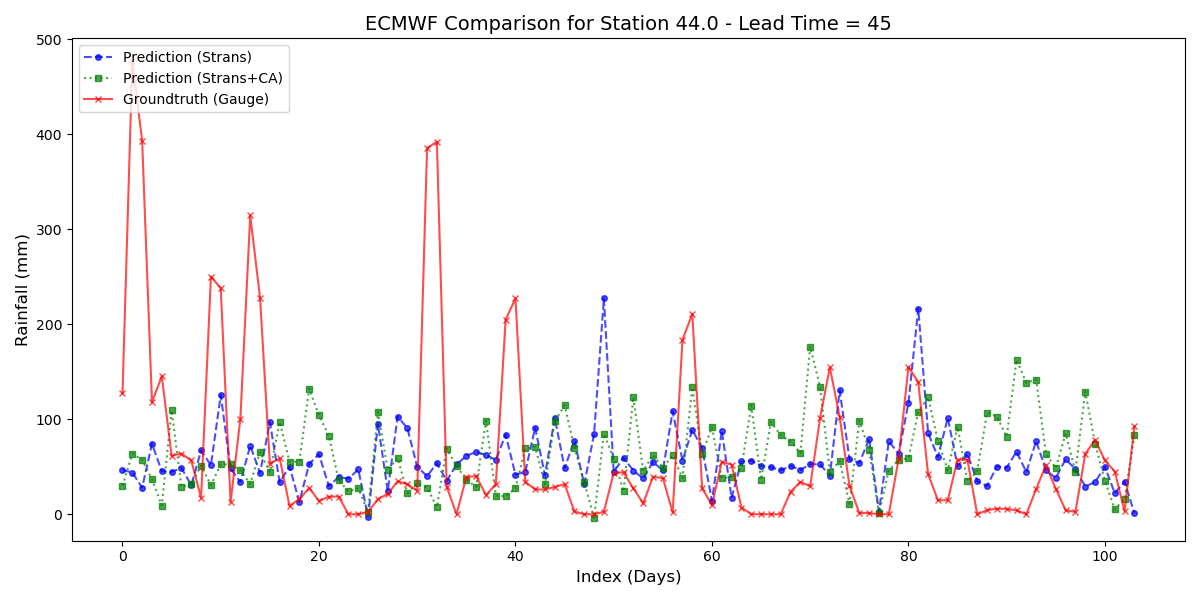 ECMWF Comparison for Station 44.0 - Lead Time = 45
500
400
300
200
100
0
Rainfall (mm)
Prediction (Strans)
Prediction (Strans+CA)
Groundtruth (Gauge)
0 20 40 60 80 100
Index (Days)